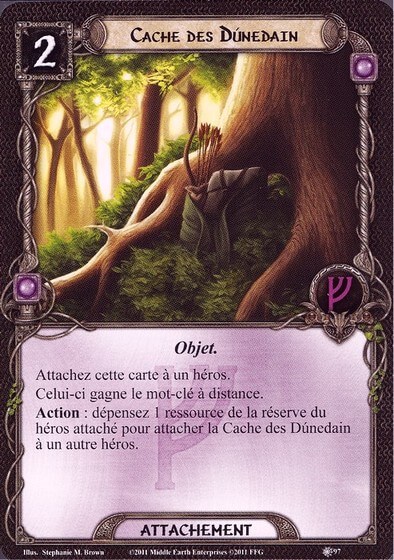 2
Cache des Dúnedain
Objet.
Attachez cette carte à un héros.
Celui-ci gagne le mot-clé à distance.
Action : dépensez 1 ressource de la réserve du
héros attaché pour attacher la Cache des Dúnedain
à un autre héros.
ATTACHEMENT
Illus. Stephanie M. Brown
©2011 Middle Earth Enterprises ©2011 FFG
97